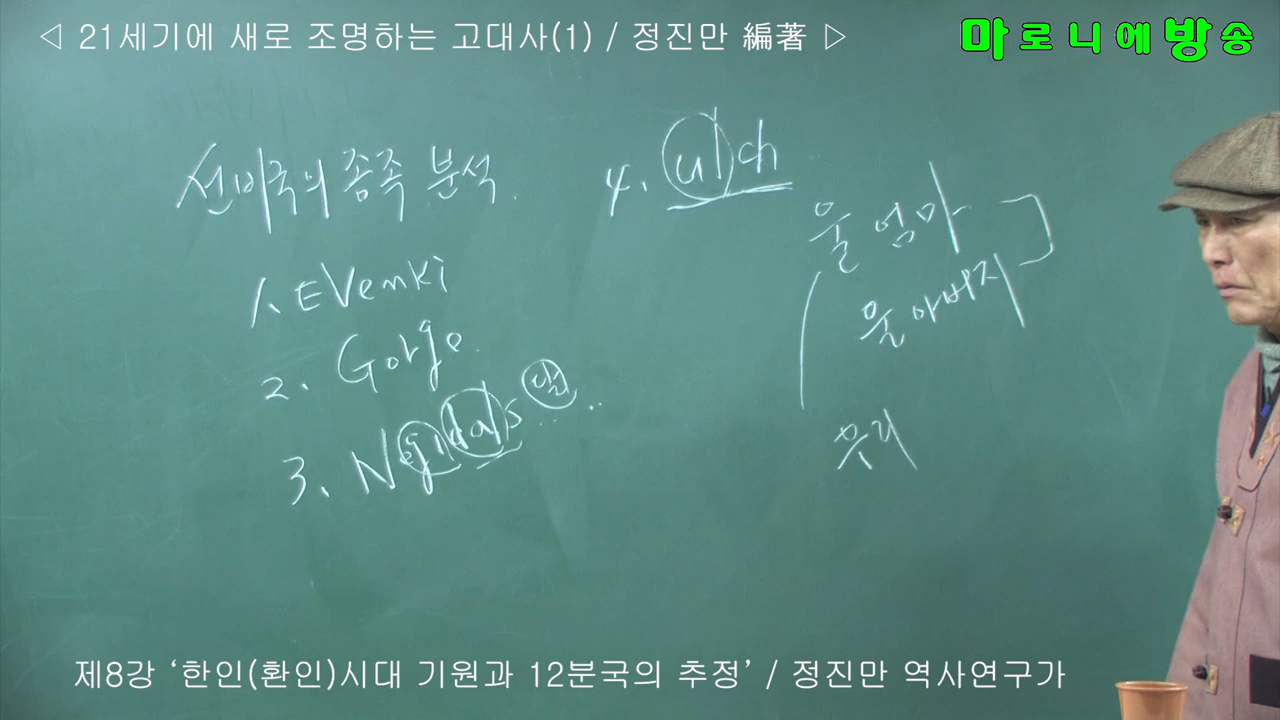 ◁ 21세기에 새로 조명하는 고대사(1) / 정진만 編著 ▷
마로니에방송
선비국의 종족 분석.
1. EVenki
2. Gorge.
3. Negidals 달 ..
4. ulch
울 엄마
울 아버지
우리
제8강 ‘한인(환인)시대 기원과 12분국의 추정’ / 정진만 역사연구가